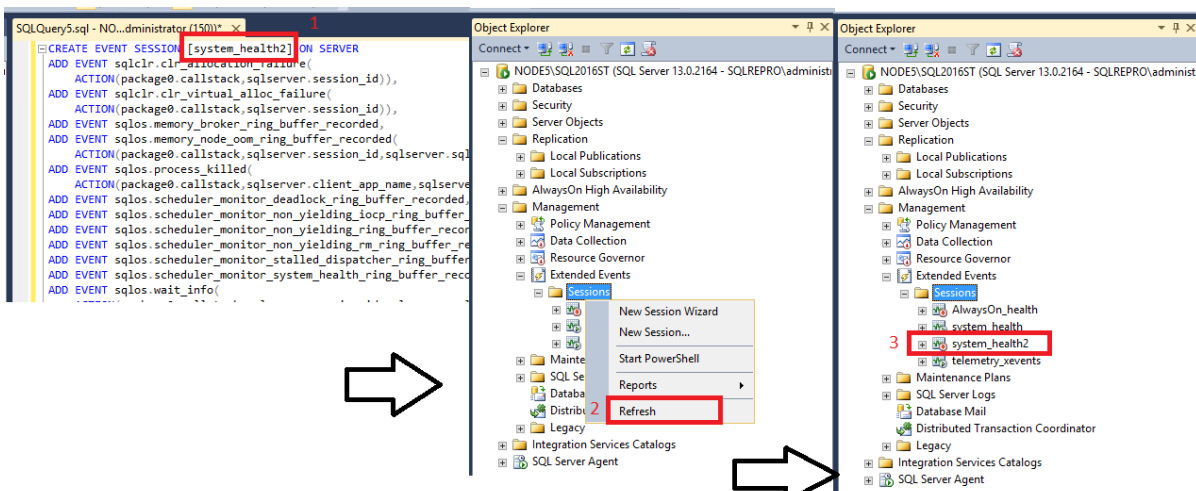 SQLQuery5.sql - NO...dministrator (150))* ×
1
CREATE EVENT SESSION [system_health2] ON SERVER
ADD EVENT sqlclr.clr_allocation_failure(
ACTION(package0.callstack,sqlserver.session_id)),
ADD EVENT sqlclr.clr_virtual_alloc_failure(
ACTION(package0.callstack,sqlserver.session_id)),
ADD EVENT sqlos.memory_broker_ring_buffer_recorded,
ADD EVENT sqlos.memory_node_oom_ring_buffer_recorded(
ACTION(package0.callstack,sqlserver.session_id,sqlserver.sql
ADD EVENT sqlos.process_killed(
ACTION(package0.callstack,sqlserver.client_app_name,sqlserve
ADD EVENT sqlos.scheduler_monitor_deadlock_ring_buffer_recorded,
ADD EVENT sqlos.scheduler_monitor_non_yielding_iocp_ring_buffer_
ADD EVENT sqlos.scheduler_monitor_non_yielding_ring_buffer_recor
ADD EVENT sqlos.scheduler_monitor_non_yielding_rm_ring_buffer_re
ADD EVENT sqlos.scheduler_monitor_stalled_dispatcher_ring_buffer
ADD EVENT sqlos.scheduler_monitor_system_health_ring_buffer_reco
ADD EVENT sqlos.wait_info(
Object Explorer
Connect
NODE5\SQL2016ST (SQL Server 13.0.2164 - SQLREPRO\administ
Databases
Security
Server Objects
Replication
Local Publications
Local Subscriptions
AlwaysOn High Availability
Management
Policy Management
Data Collection
Resource Governor
Extended Events
Sessions
New Session Wizard
New Session...
Start PowerShell
Reports
2 Refresh
Mainte
SQL Se
Databa
Distribu
Legacy
Integration Services Catalogs
SQL Server Agent
Object Explorer
Connect
NODE5\SQL2016ST (SQL Server 13.0.2164 - SQLREPRO\administ
Databases
Security
Server Objects
Replication
Local Publications
Local Subscriptions
AlwaysOn High Availability
Management
Policy Management
Data Collection
Resource Governor
Extended Events
Sessions
AlwaysOn_health
system_health
3 system_health2
telemetry_xevents
Maintenance Plans
SQL Server Logs
Database Mail
Distributed Transaction Coordinator
Legacy
Integration Services Catalogs
SQL Server Agent